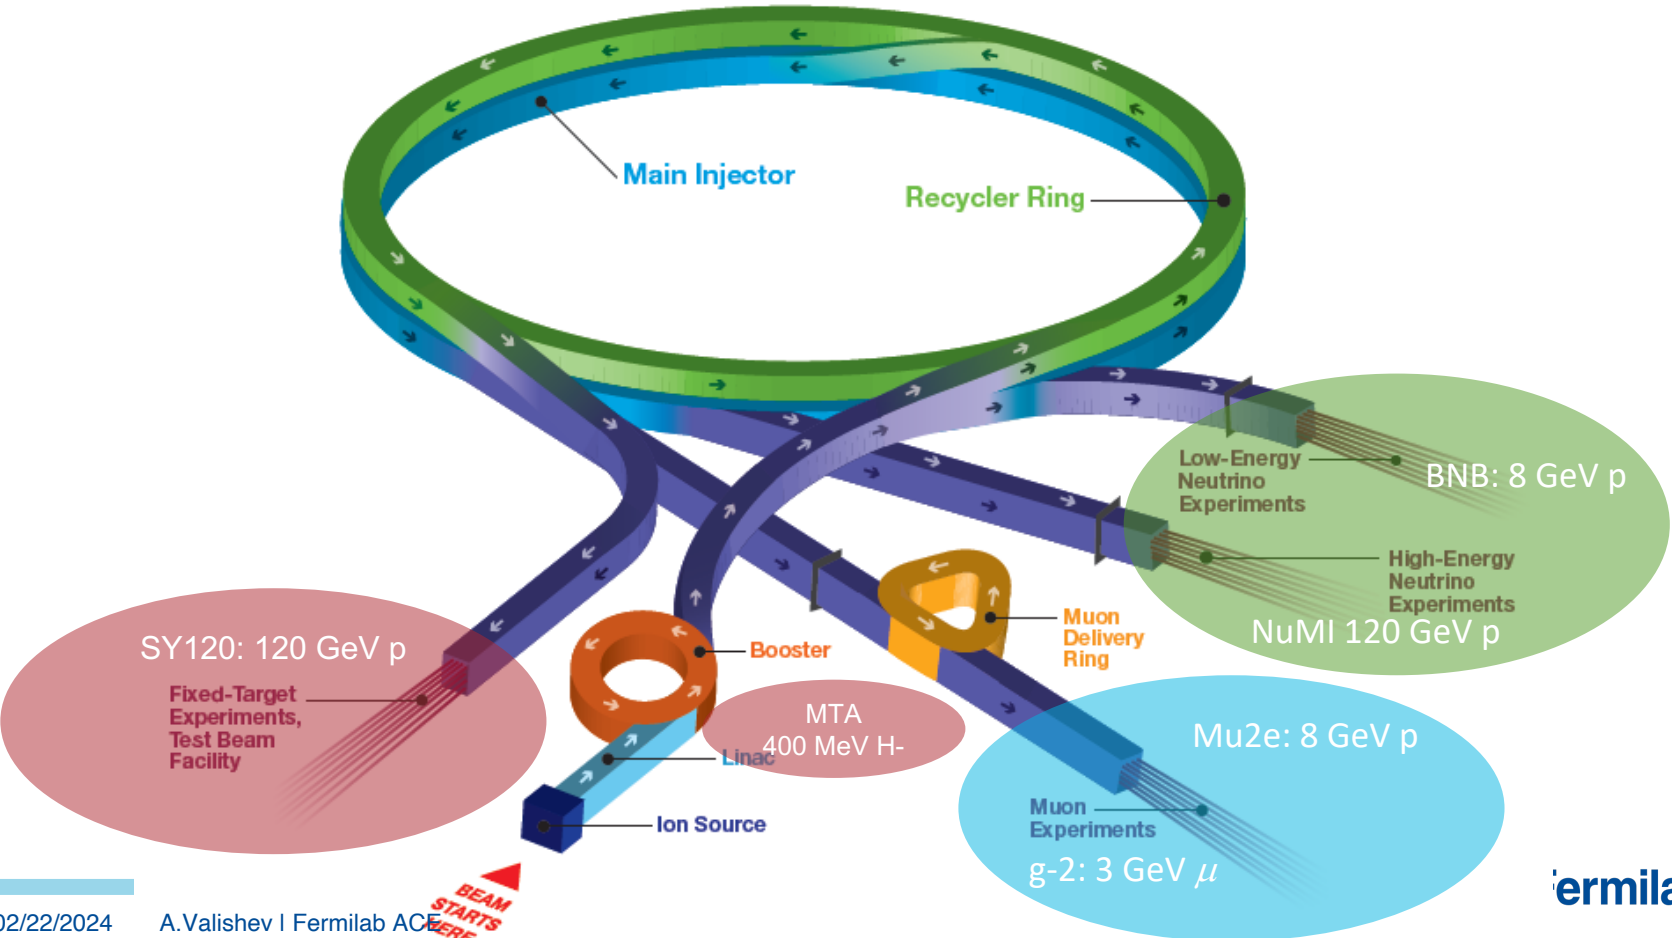 Main Injector
Recycler Ring
Low-Energy
Neutrino
Experiments
BNB: 8 GeV p
High-Energy
Neutrino
Experiments
NuMI 120 GeV p
SY120: 120 GeV p
Fixed-Target
Experiments,
Test Beam
Facility
Booster
Muon
Delivery
Ring
MTA
400 MeV H-
Linac
Ion Source
Mu2e: 8 GeV p
Muon
Experiments
g-2: 3 GeV μ
BEAM
STARTS
HERE
02/22/2024
A.Valishev | Fermilab ACE
fermila